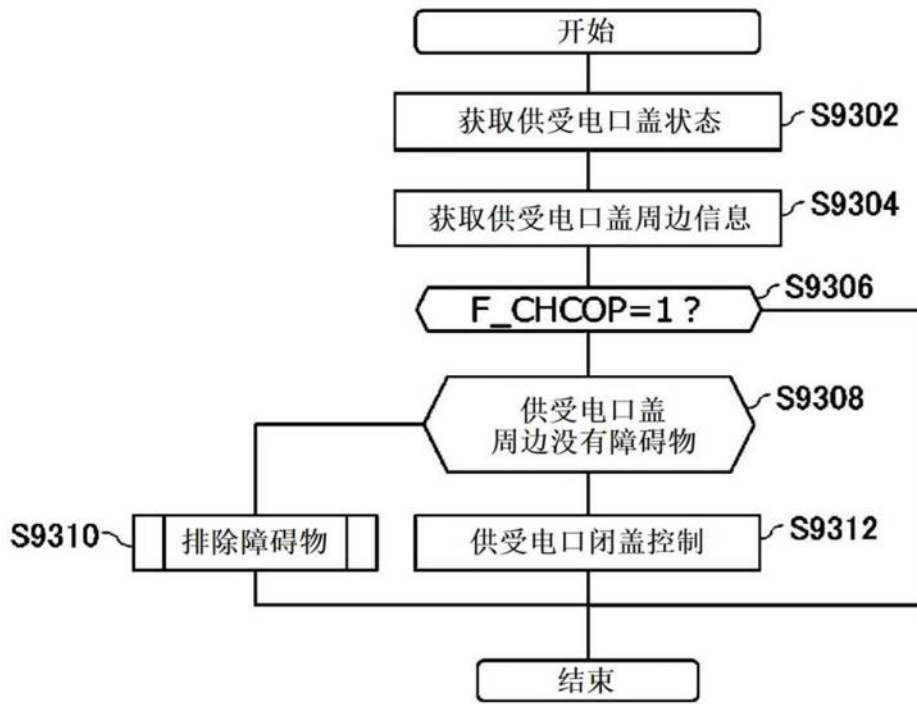 开始
获取供受电口盖状态
S9302
获取供受电口盖周边信息
S9304
F_CHCOP=1？
S9306
供受电口盖
周边没有障碍物
S9308
S9310
排除障碍物
供受电口闭盖控制
S9312
结束